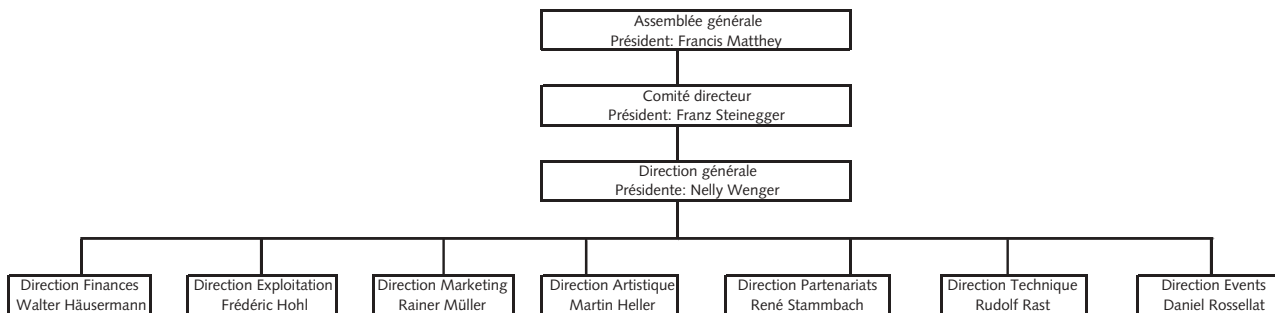 Assemblée générale
Président: Francis Matthey
Comité directeur
Président: Franz Steinegger
Direction générale
Présidente: Nelly Wenger
Direction Finances
Walter Häusermann
Direction Exploitation
Frédéric Hohl
Direction Marketing
Rainer Müller
Direction Artistique
Martin Heller
Direction Partenariats
René Stammbach
Direction Technique
Rudolf Rast
Direction Events
Daniel Rossellat